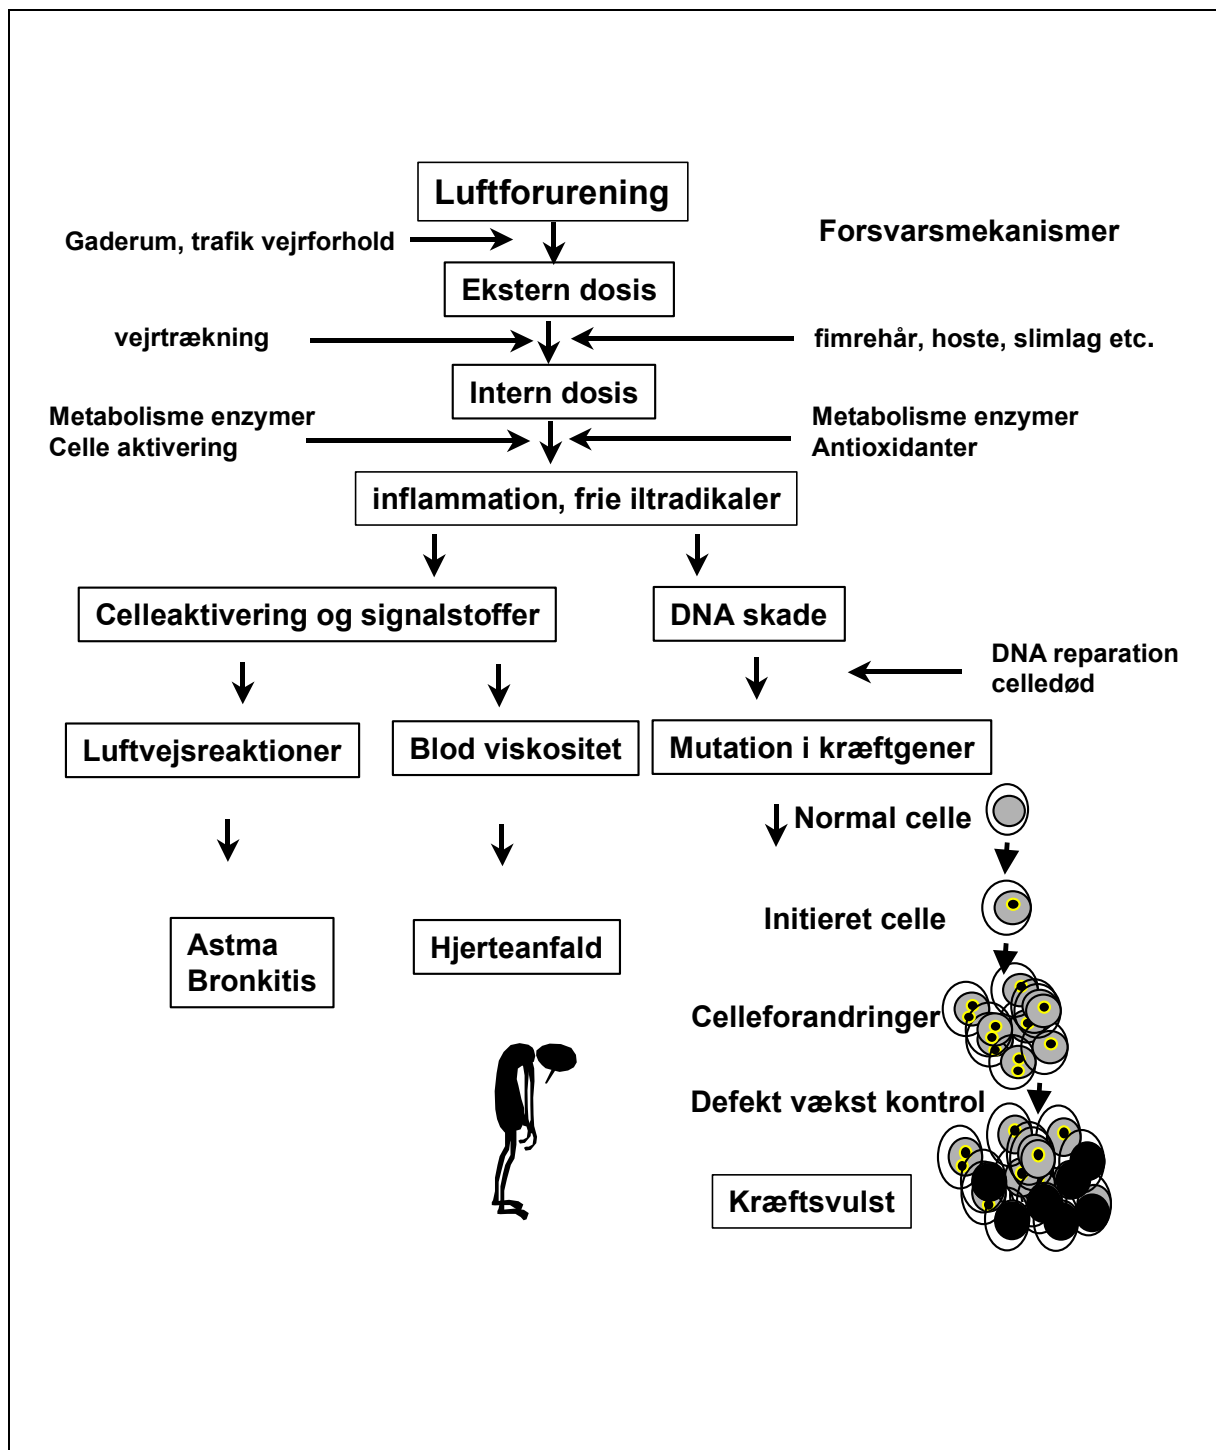 Luftforurening
Gaderum, trafik vejrforhold
Forsvarsmekanismer
Ekstern dosis
vejrtrækning
fimrehår, hoste, slimlag etc.
Intern dosis
Metabolisme enzymer
Celle aktivering
Metabolisme enzymer
Antioxidanter
inflammation, frie iltradikaler
Celleaktivering og signalstoffer
DNA skade
DNA reparation
celledød
Luftvejsreaktioner
Blod viskositet
Mutation i kræftgener
Normal celle
Initieret celle
Astma
Bronkitis
Hjerteanfald
Celleforandringer
Defekt vækst kontrol
Kræftsvulst